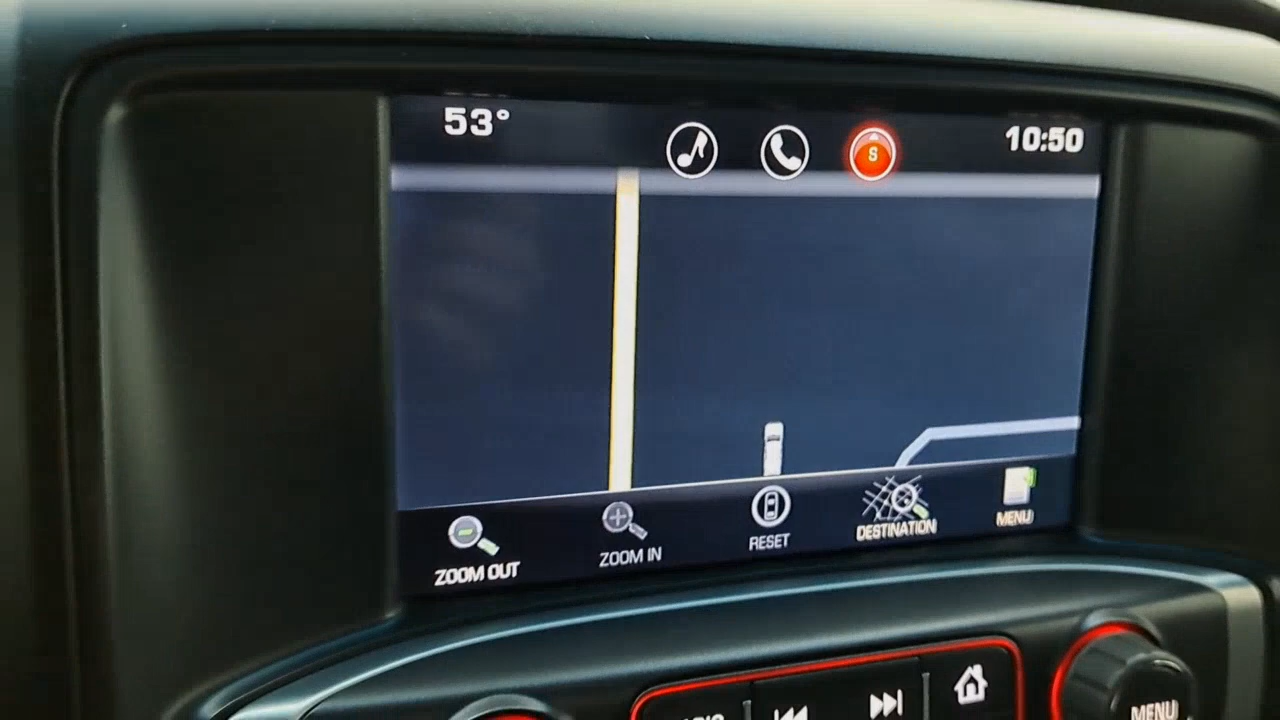 53°
S
10:50
ZOOM OUT
ZOOM IN
RESET
DESTINATION
MENU
MENU